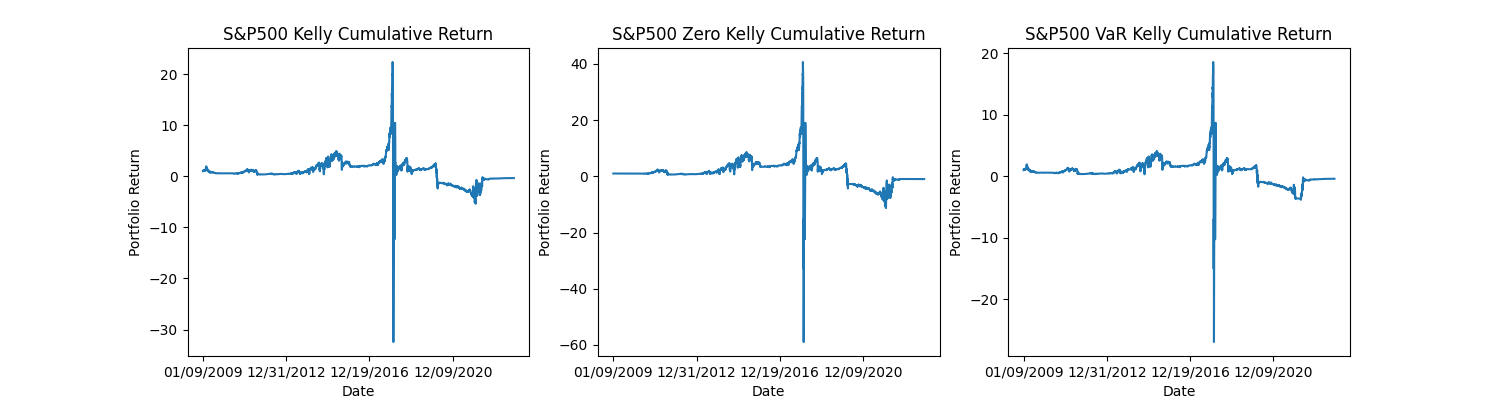 S&P500 Kelly Cumulative Return
20
10
0
−10
−20
−30
Portfolio Return
01/09/2009 12/31/2012 12/19/2016 12/09/2020
Date
S&P500 Zero Kelly Cumulative Return
40
20
0
−20
−40
−60
Portfolio Return
01/09/2009 12/31/2012 12/19/2016 12/09/2020
Date
S&P500 VaR Kelly Cumulative Return
20
10
0
−10
−20
Portfolio Return
01/09/2009 12/31/2012 12/19/2016 12/09/2020
Date